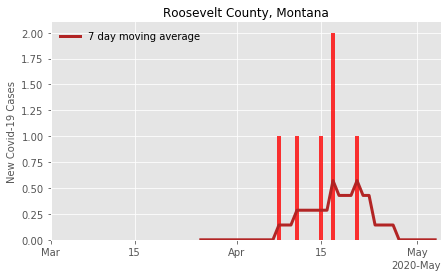 Roosevelt County, Montana
7 day moving average
New Covid-19 Cases
2.00
1.75
1.50
1.25
1.00
0.75
0.50
0.25
0.00
Mar 15 Apr 15 May
2020-May